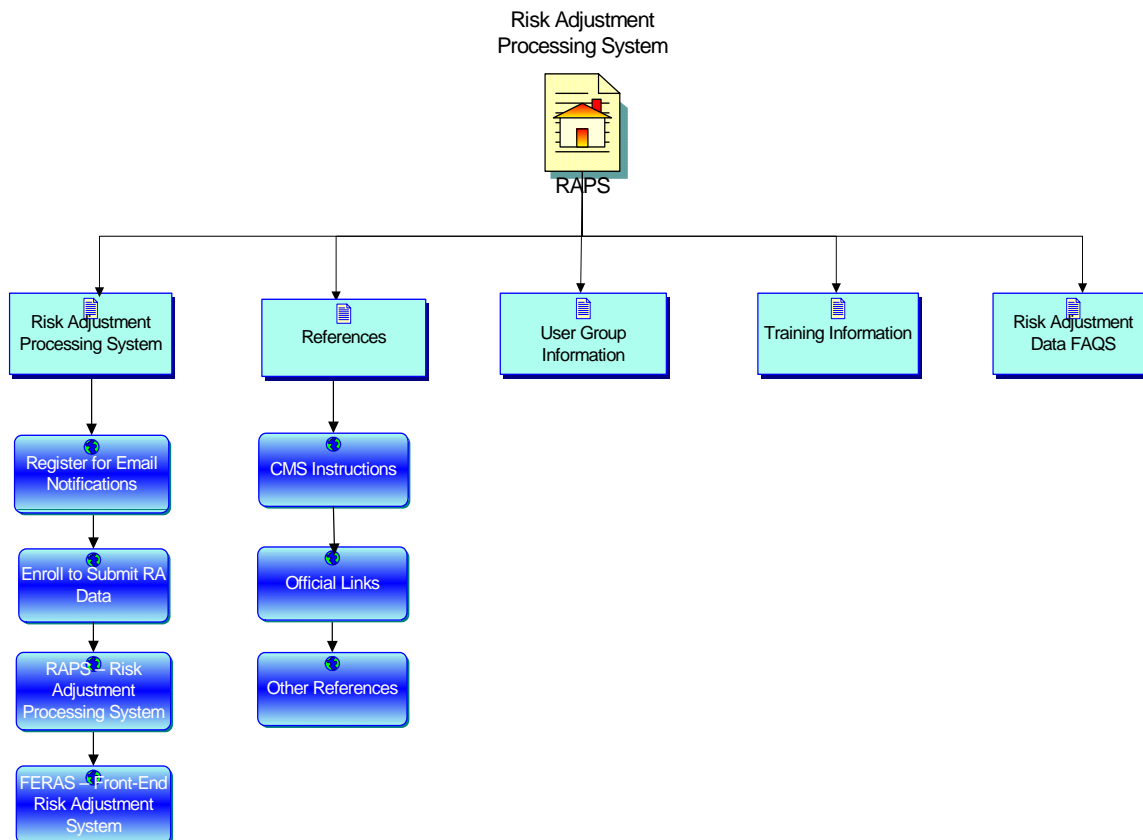 Risk Adjustment
Processing System
RAPS
Risk Adjustment
Processing System
References
User Group
Information
Training Information
Risk Adjustment
Data FAQS
Register for Email
Notifications
CMS Instructions
Enroll to Submit RA
Data
Official Links
RAPS – Risk
Adjustment
Processing System
Other References
FERAS – Front-End
Risk Adjustment
System